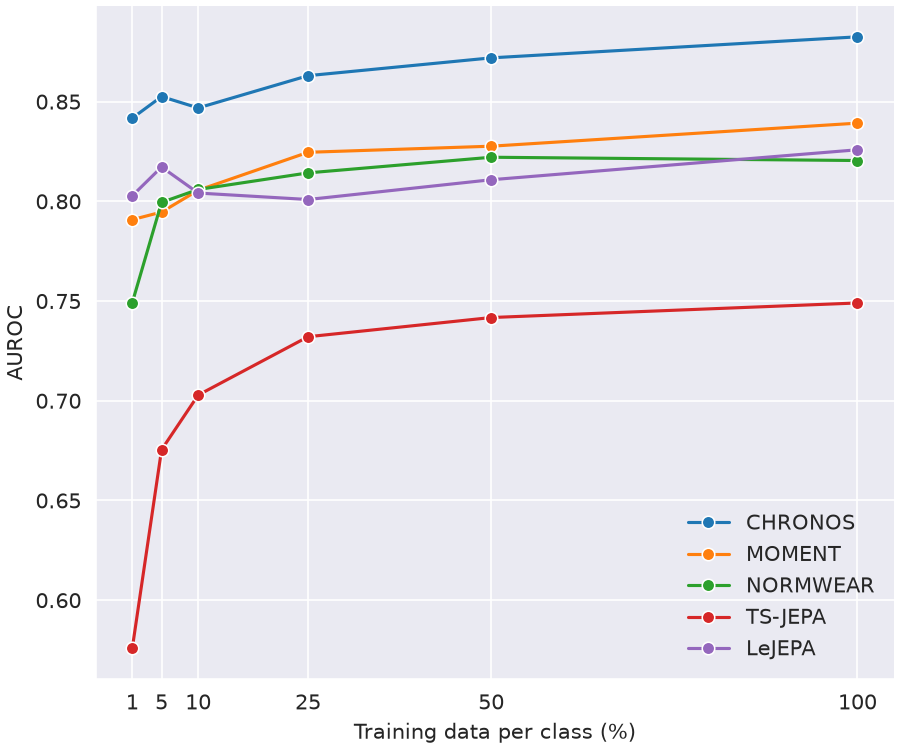 0.85
0.80
0.75
0.70
0.65
0.60
AUROC
CHRONOS
MOMENT
NORMWEAR
TS-JEPA
LeJEPA
1 5 10 25 50 100
Training data per class (%)